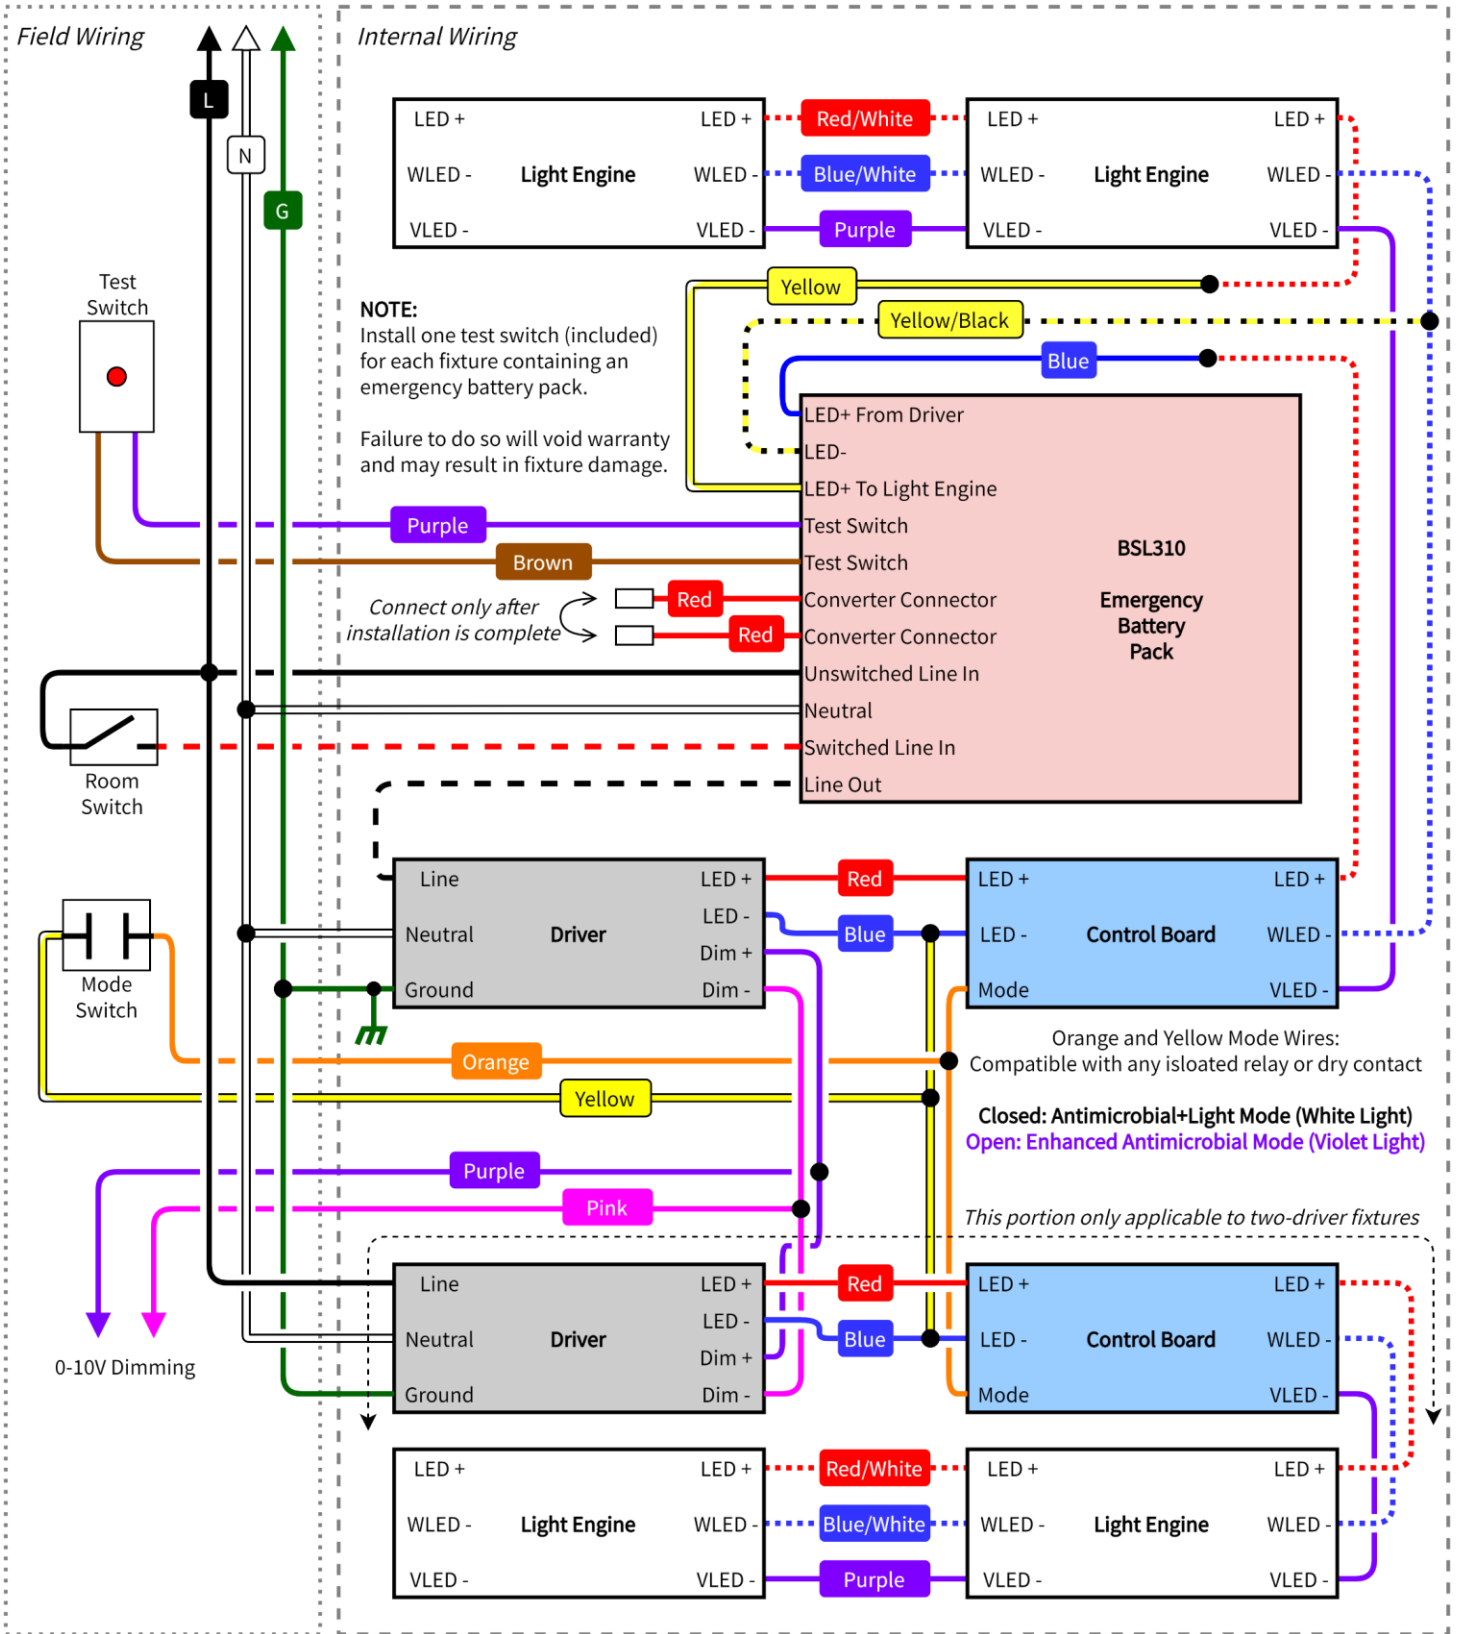 Field Wiring
Internal Wiring
L
N
G
LED +
LED +
Red/White
LED +
LED +
WLED -
Light Engine
WLED -
Blue/White
WLED -
Light Engine
WLED -
VLED -
VLED -
Purple
VLED -
VLED -
Test
Switch
NOTE:
Install one test switch (included)
for each fixture containing an
emergency battery pack.
Failure to do so will void warranty
and may result in fixture damage.
Yellow
Yellow/Black
Blue
LED+ From Driver
LED-
LED+ To Light Engine
Purple
Test Switch
Brown
Test Switch
Connect only after
installation is complete
Red
Converter Connector
Red
Converter Connector
Unswitched Line In
Neutral
Switched Line In
Line Out
BSL310
Emergency
Battery
Pack
Room
Switch
Line
LED +
Red
LED +
LED +
LED -
Neutral
Driver
Blue
LED -
Control Board
WLED -
Dim +
Ground
Dim -
Mode
VLED -
Mode
Switch
Orange
Yellow
Orange and Yellow Mode Wires:
Compatible with any isloated relay or dry contact
Closed: Antimicrobial+Light Mode (White Light)
Open: Enhanced Antimicrobial Mode (Violet Light)
Purple
Pink
This portion only applicable to two-driver fixtures
0-10V Dimming
Line
LED +
Red
LED +
LED +
LED -
Neutral
Driver
Blue
LED -
Control Board
WLED -
Dim +
Ground
Dim -
Mode
VLED -
LED +
LED +
Red/White
LED +
LED +
WLED -
Light Engine
WLED -
Blue/White
WLED -
Light Engine
WLED -
VLED -
VLED -
Purple
VLED -
VLED -